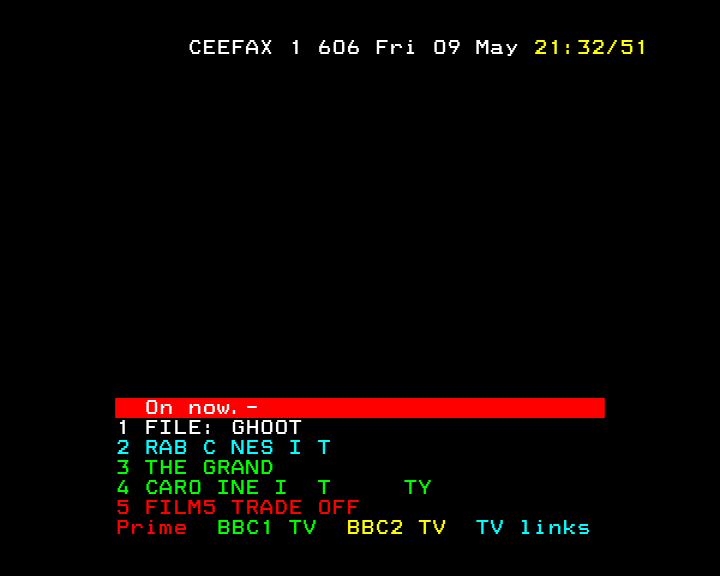 CEEFAX 1 606 Fri 09 May 21:32/51
On now.-
1 FILE: GHOOT
2 RAB C NES I T
3 THE GRAND
4 CARO INE I  T     TY
5 FILM5 TRADE OFF
Prime  BBC1 TV  BBC2 TV  TV links